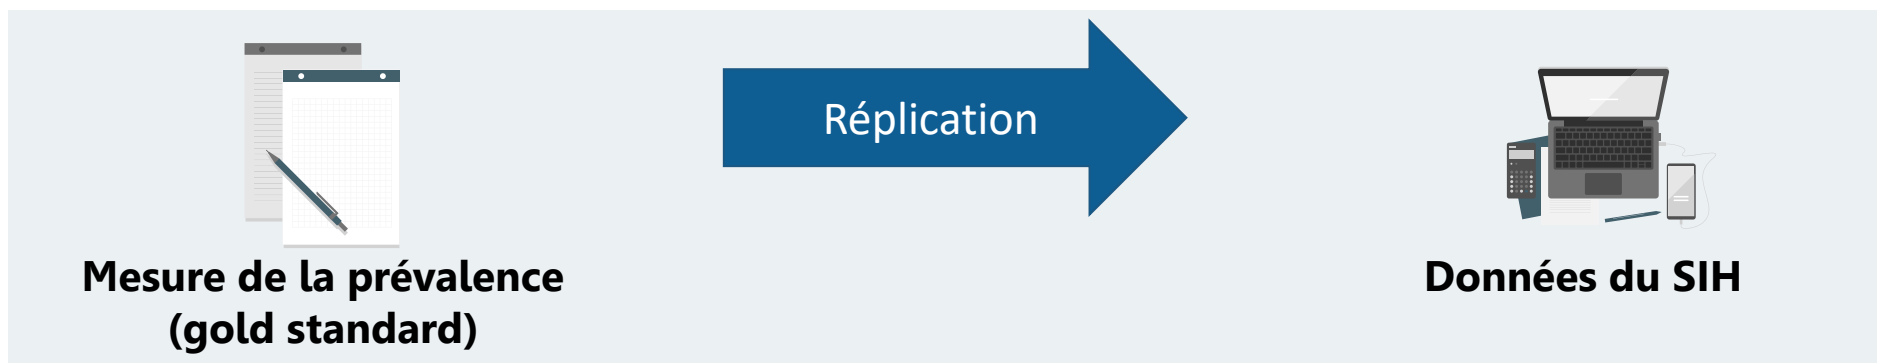 Réplication
Mesure de la prévalence
(gold standard)
Données du SIH